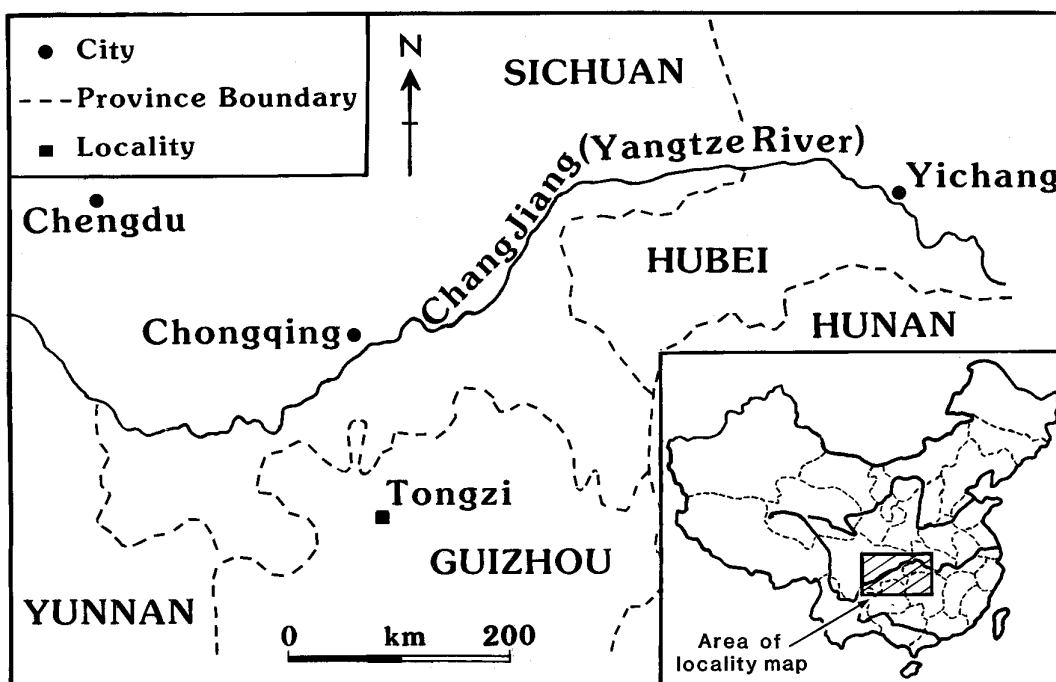 City
Province Boundary
Locality
N
SICHUAN
ChangJiang (Yangtze River)
Yichang
Chengdu
HUBEI
Chongqing
HUNAN
Tongzi
GUIZHOU
YUNNAN
0 km 200
Area of
locality map